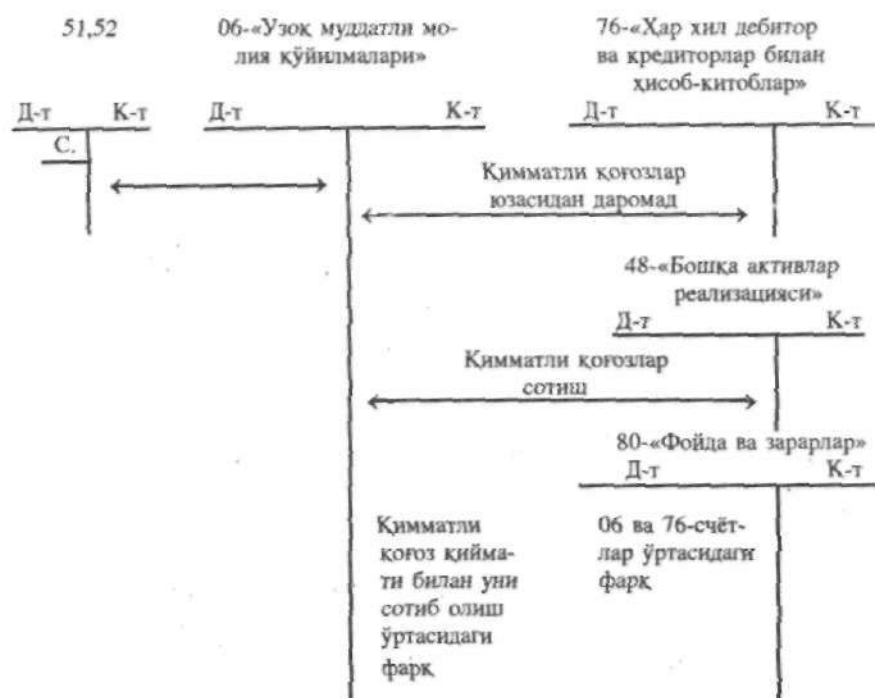 51,52
06-«Узоқ муддатли мо-
лия қўйилмалари»
76-«Ҳар хил дебитор
ва кредиторлар билан
ҳисоб-китоблар»
Д-т К-т
Д-т К-т
Д-т К-т
С.
Қимматли қоғозлар
юзасидан даромад
48-«Бошқа активлар
реализацияси»
Д-т К-т
Қимматли қоғозлар
сотиш
80-«Фойда ва зарарлар»
Д-т К-т
Қимматли
қоғоз қийма-
ти билан уни
сотиб олиш
ўртасидаги
фарқ
06 ва 76-счёт-
лар ўртасидаги
фарқ